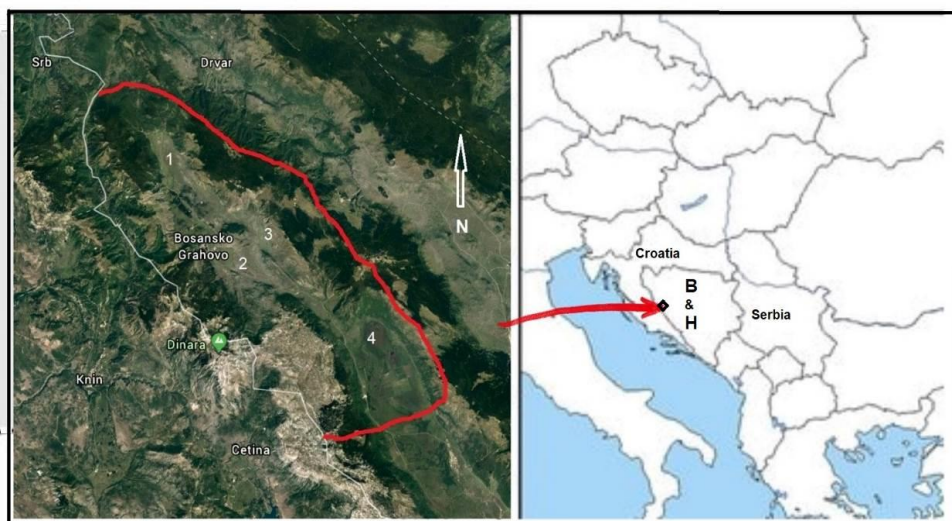 Srb
Drvar
1
N
3
Bosansko
Grahovo
2
Dinara
4
Knin
Cetina
Croatia
B
&
H
Serbia